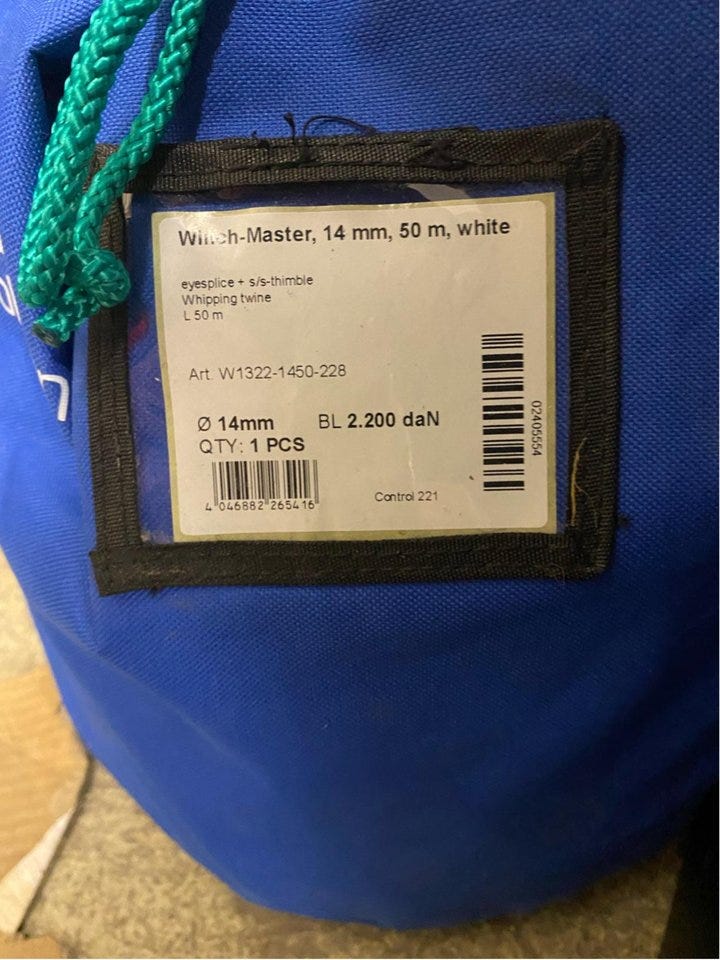 Winch-Master, 14 mm, 50 m, white
eyesplice + s/s-thimble
Whipping twine
L 50 m
Art. W1322-1450-228
Ø 14mm BL 2.200 daN
QTY: 1 PCS
4 046882 265416
Control 221
02405554